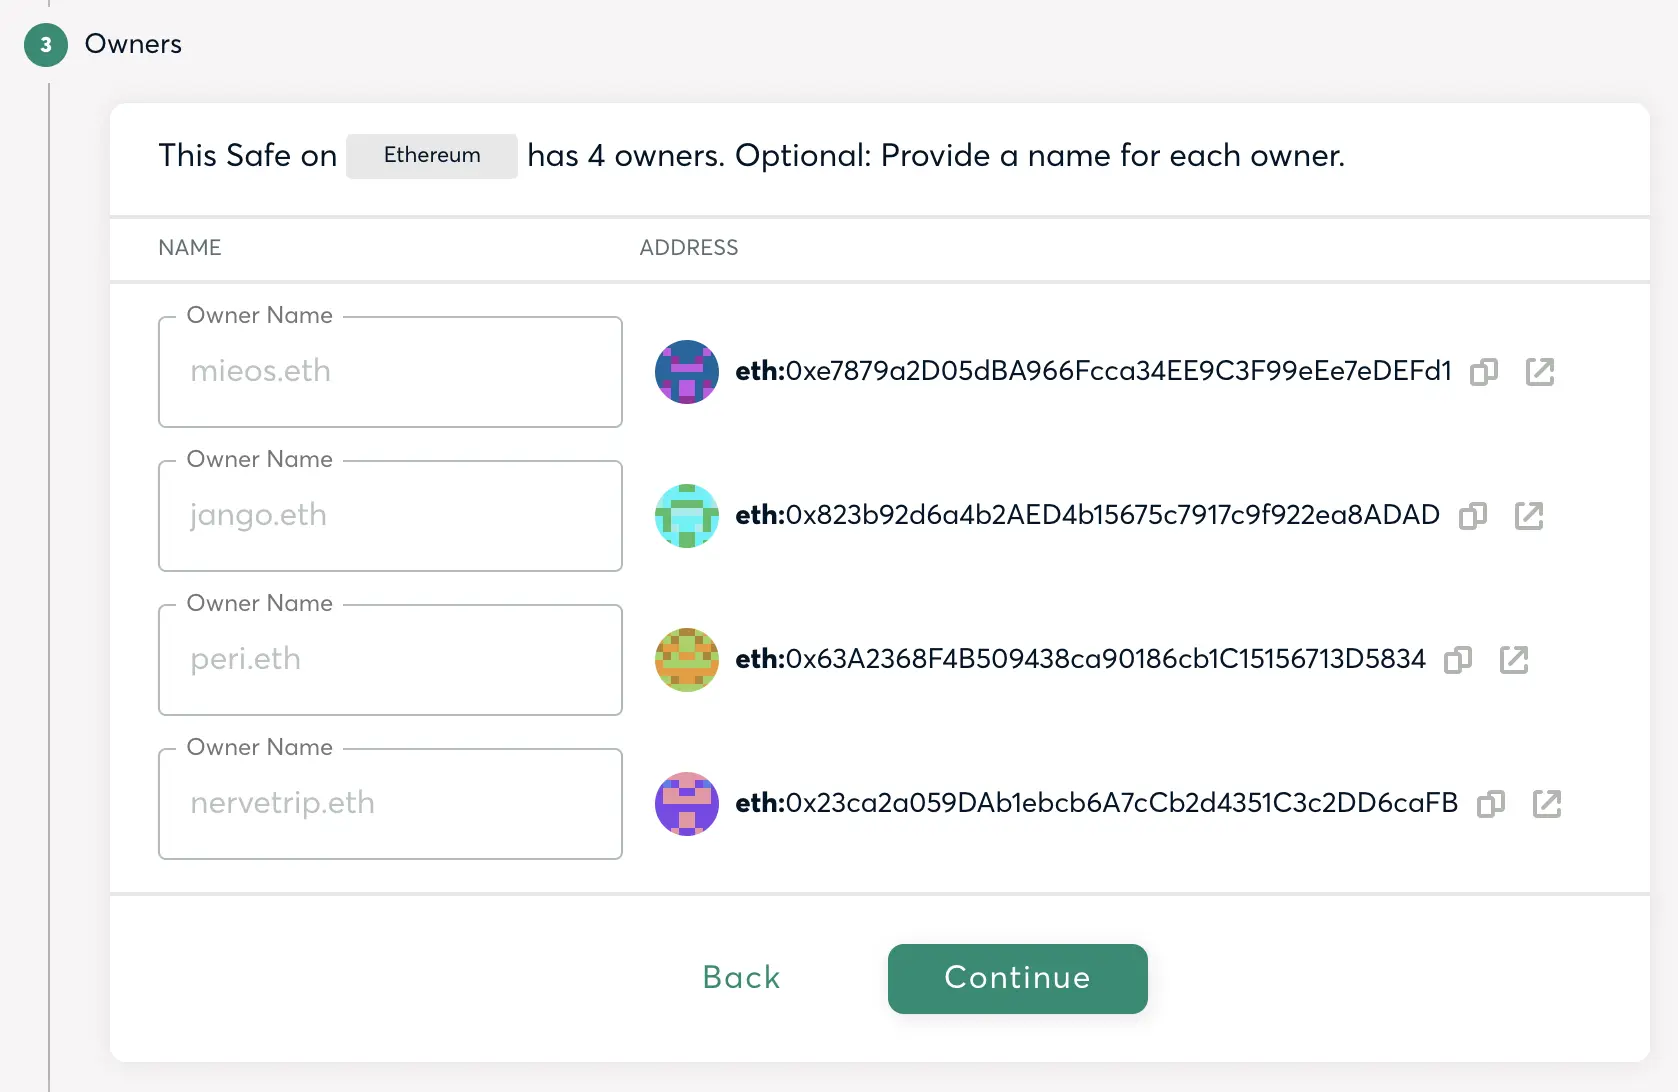 3 Owners
This Safe on Ethereum has 4 owners. Optional: Provide a name for each owner.
NAME ADDRESS
Owner Name
mieos.eth eth:0xe7879a2D05dBA966Fcca34EE9C3F99eEe7eDEFd1
Owner Name
jango.eth eth:0x823b92d6a4b2AED4b15675c7917c9f922ea8ADAD
Owner Name
peri.eth eth:0x63A2368F4B509438ca90186cb1C15156713D5834
Owner Name
nervetrip.eth eth:0x23ca2a059DAb1ebcb6A7cCb2d4351C3c2DD6caFB
Back Continue